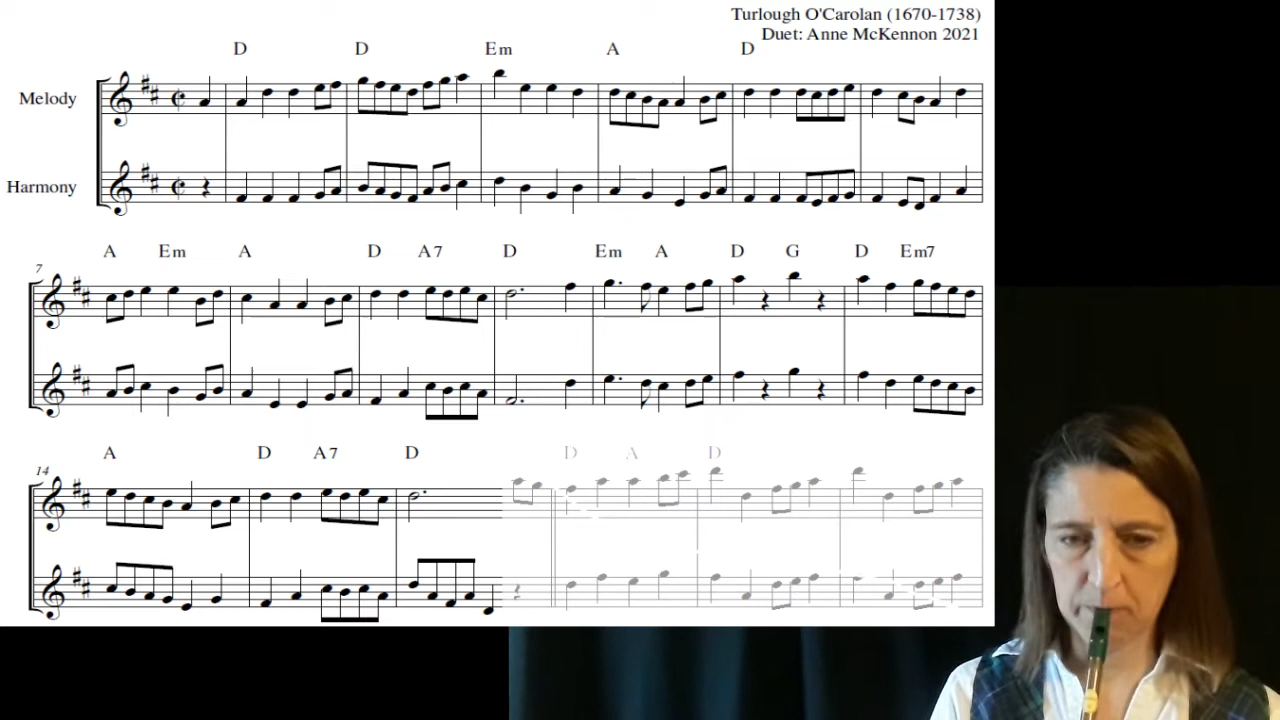 Turlough O'Carolan (1670-1738)
Duet: Anne McKennon 2021
D D Em A D
Melody
Harmony
A Em A D A7 D Em A D G D Em7
7
A D A7 D D A D
14